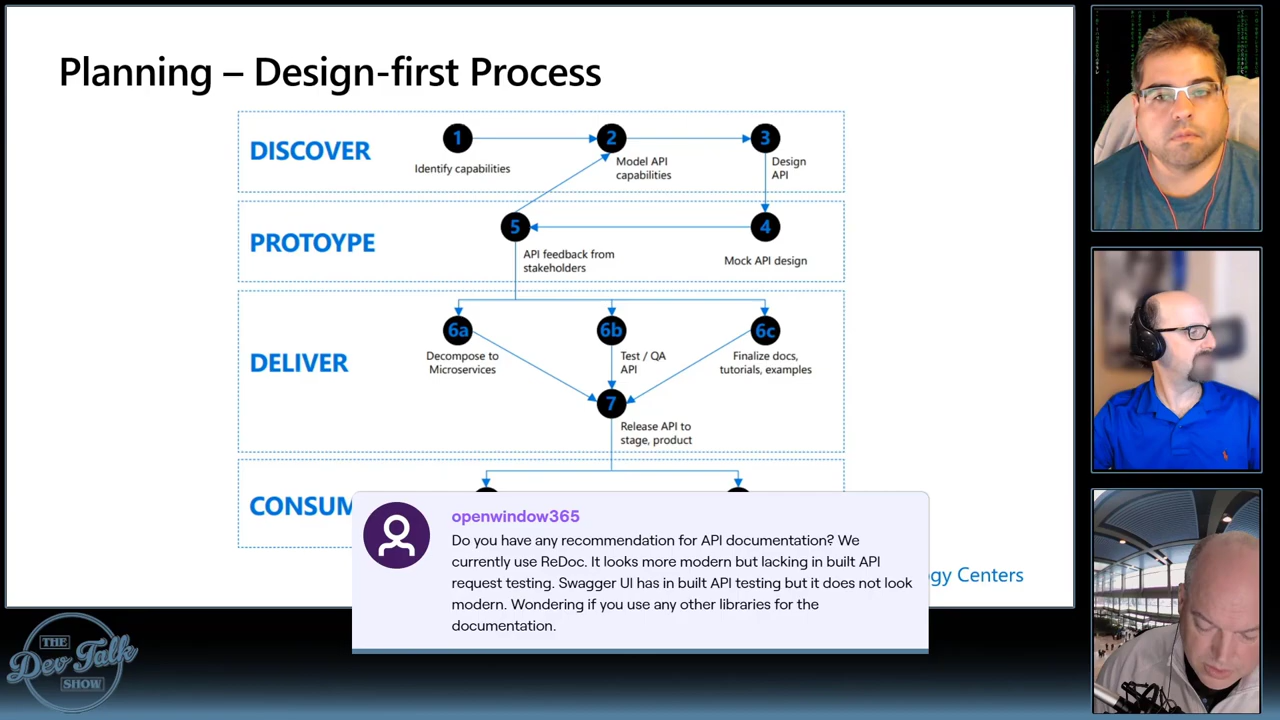 Planning – Design-first Process
DISCOVER
1
2
3
Identify capabilities
Model API
capabilities
Design
API
PROTOYPE
5
4
API feedback from
stakeholders
Mock API design
DELIVER
6a
6b
6c
Decompose to
Microservices
Test / QA
API
Finalize docs,
tutorials, examples
7
Release API to
stage, product
CONSUM
openwindow365
Do you have any recommendation for API documentation? We
currently use ReDoc. It looks more modern but lacking in built API
request testing. Swagger UI has in built API testing but it does not look
modern. Wondering if you use any other libraries for the
documentation.
gy Centers
THE
Dev Talk
SHOW